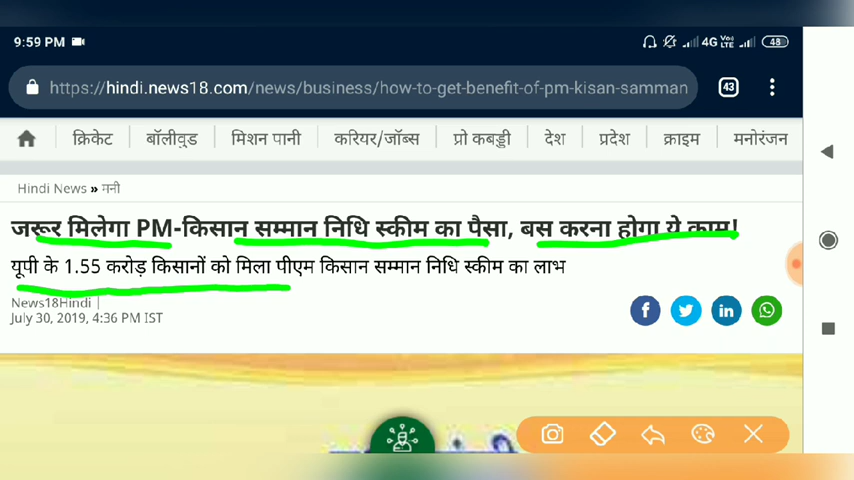 9:59 PM
4G VoLTE 48
https://hindi.news18.com/news/business/how-to-get-benefit-of-pm-kisan-samman
43
क्रिकेट बॉलीवुड मिशन पानी करियर/जॉब्स प्रो कबड्डी देश प्रदेश क्राइम मनोरंजन
Hindi News » मनी
जरूर मिलेगा PM-किसान सम्मान निधि स्कीम का पैसा, बस करना होगा ये काम!
यूपी के 1.55 करोड़ किसानों को मिला पीएम किसान सम्मान निधि स्कीम का लाभ
News18Hindi |
July 30, 2019, 4:36 PM IST